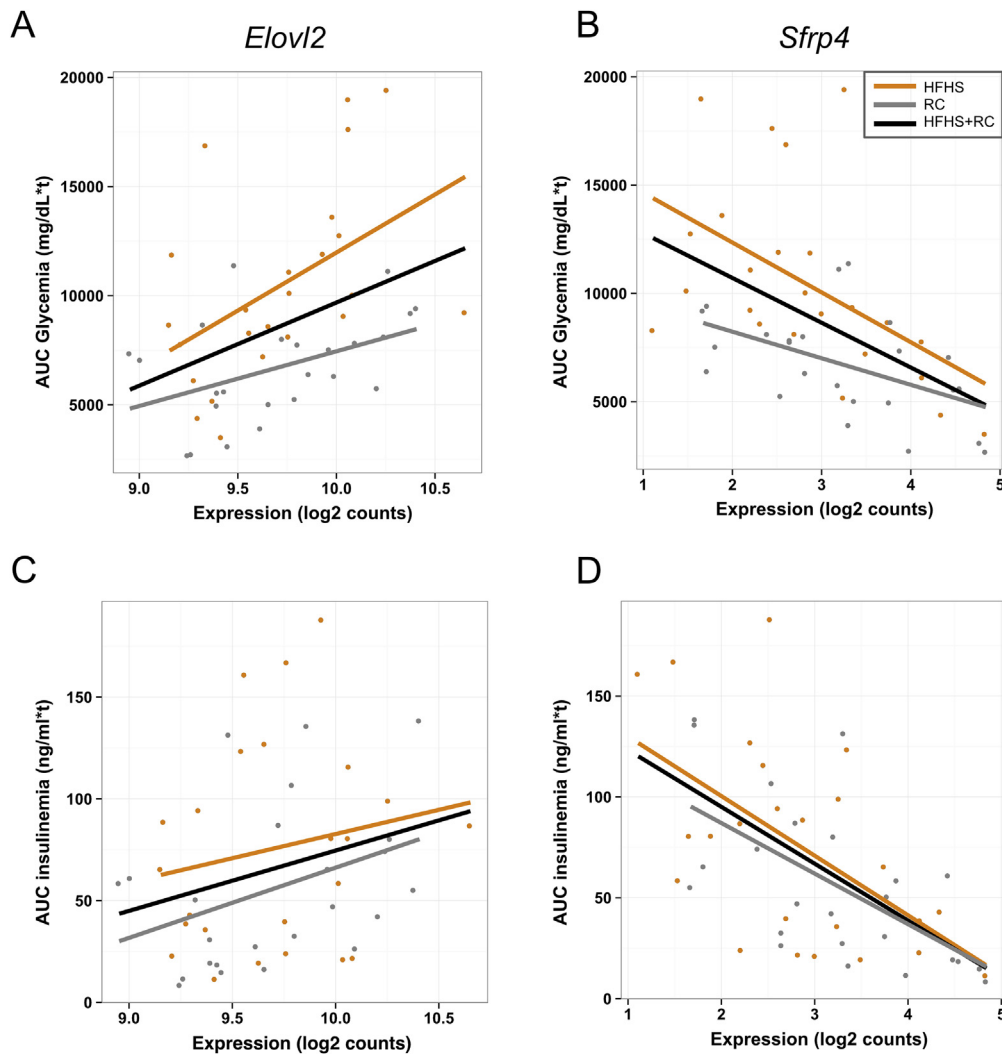 A
Elovl2
B
Sfrp4
20000
15000
10000
5000
AUC Glycemia (mg/dL*t)
9.0 9.5 10.0 10.5
Expression (log2 counts)
20000
15000
10000
5000
AUC Glycemia (mg/dL*t)
HFHS
RC
HFHS+RC
1 2 3 4 5
Expression (log2 counts)
C
150
100
50
0
AUC insulinemia (ng/ml*t)
9.0 9.5 10.0 10.5
Expression (log2 counts)
D
150
100
50
0
AUC insulinemia (ng/ml*t)
1 2 3 4 5
Expression (log2 counts)